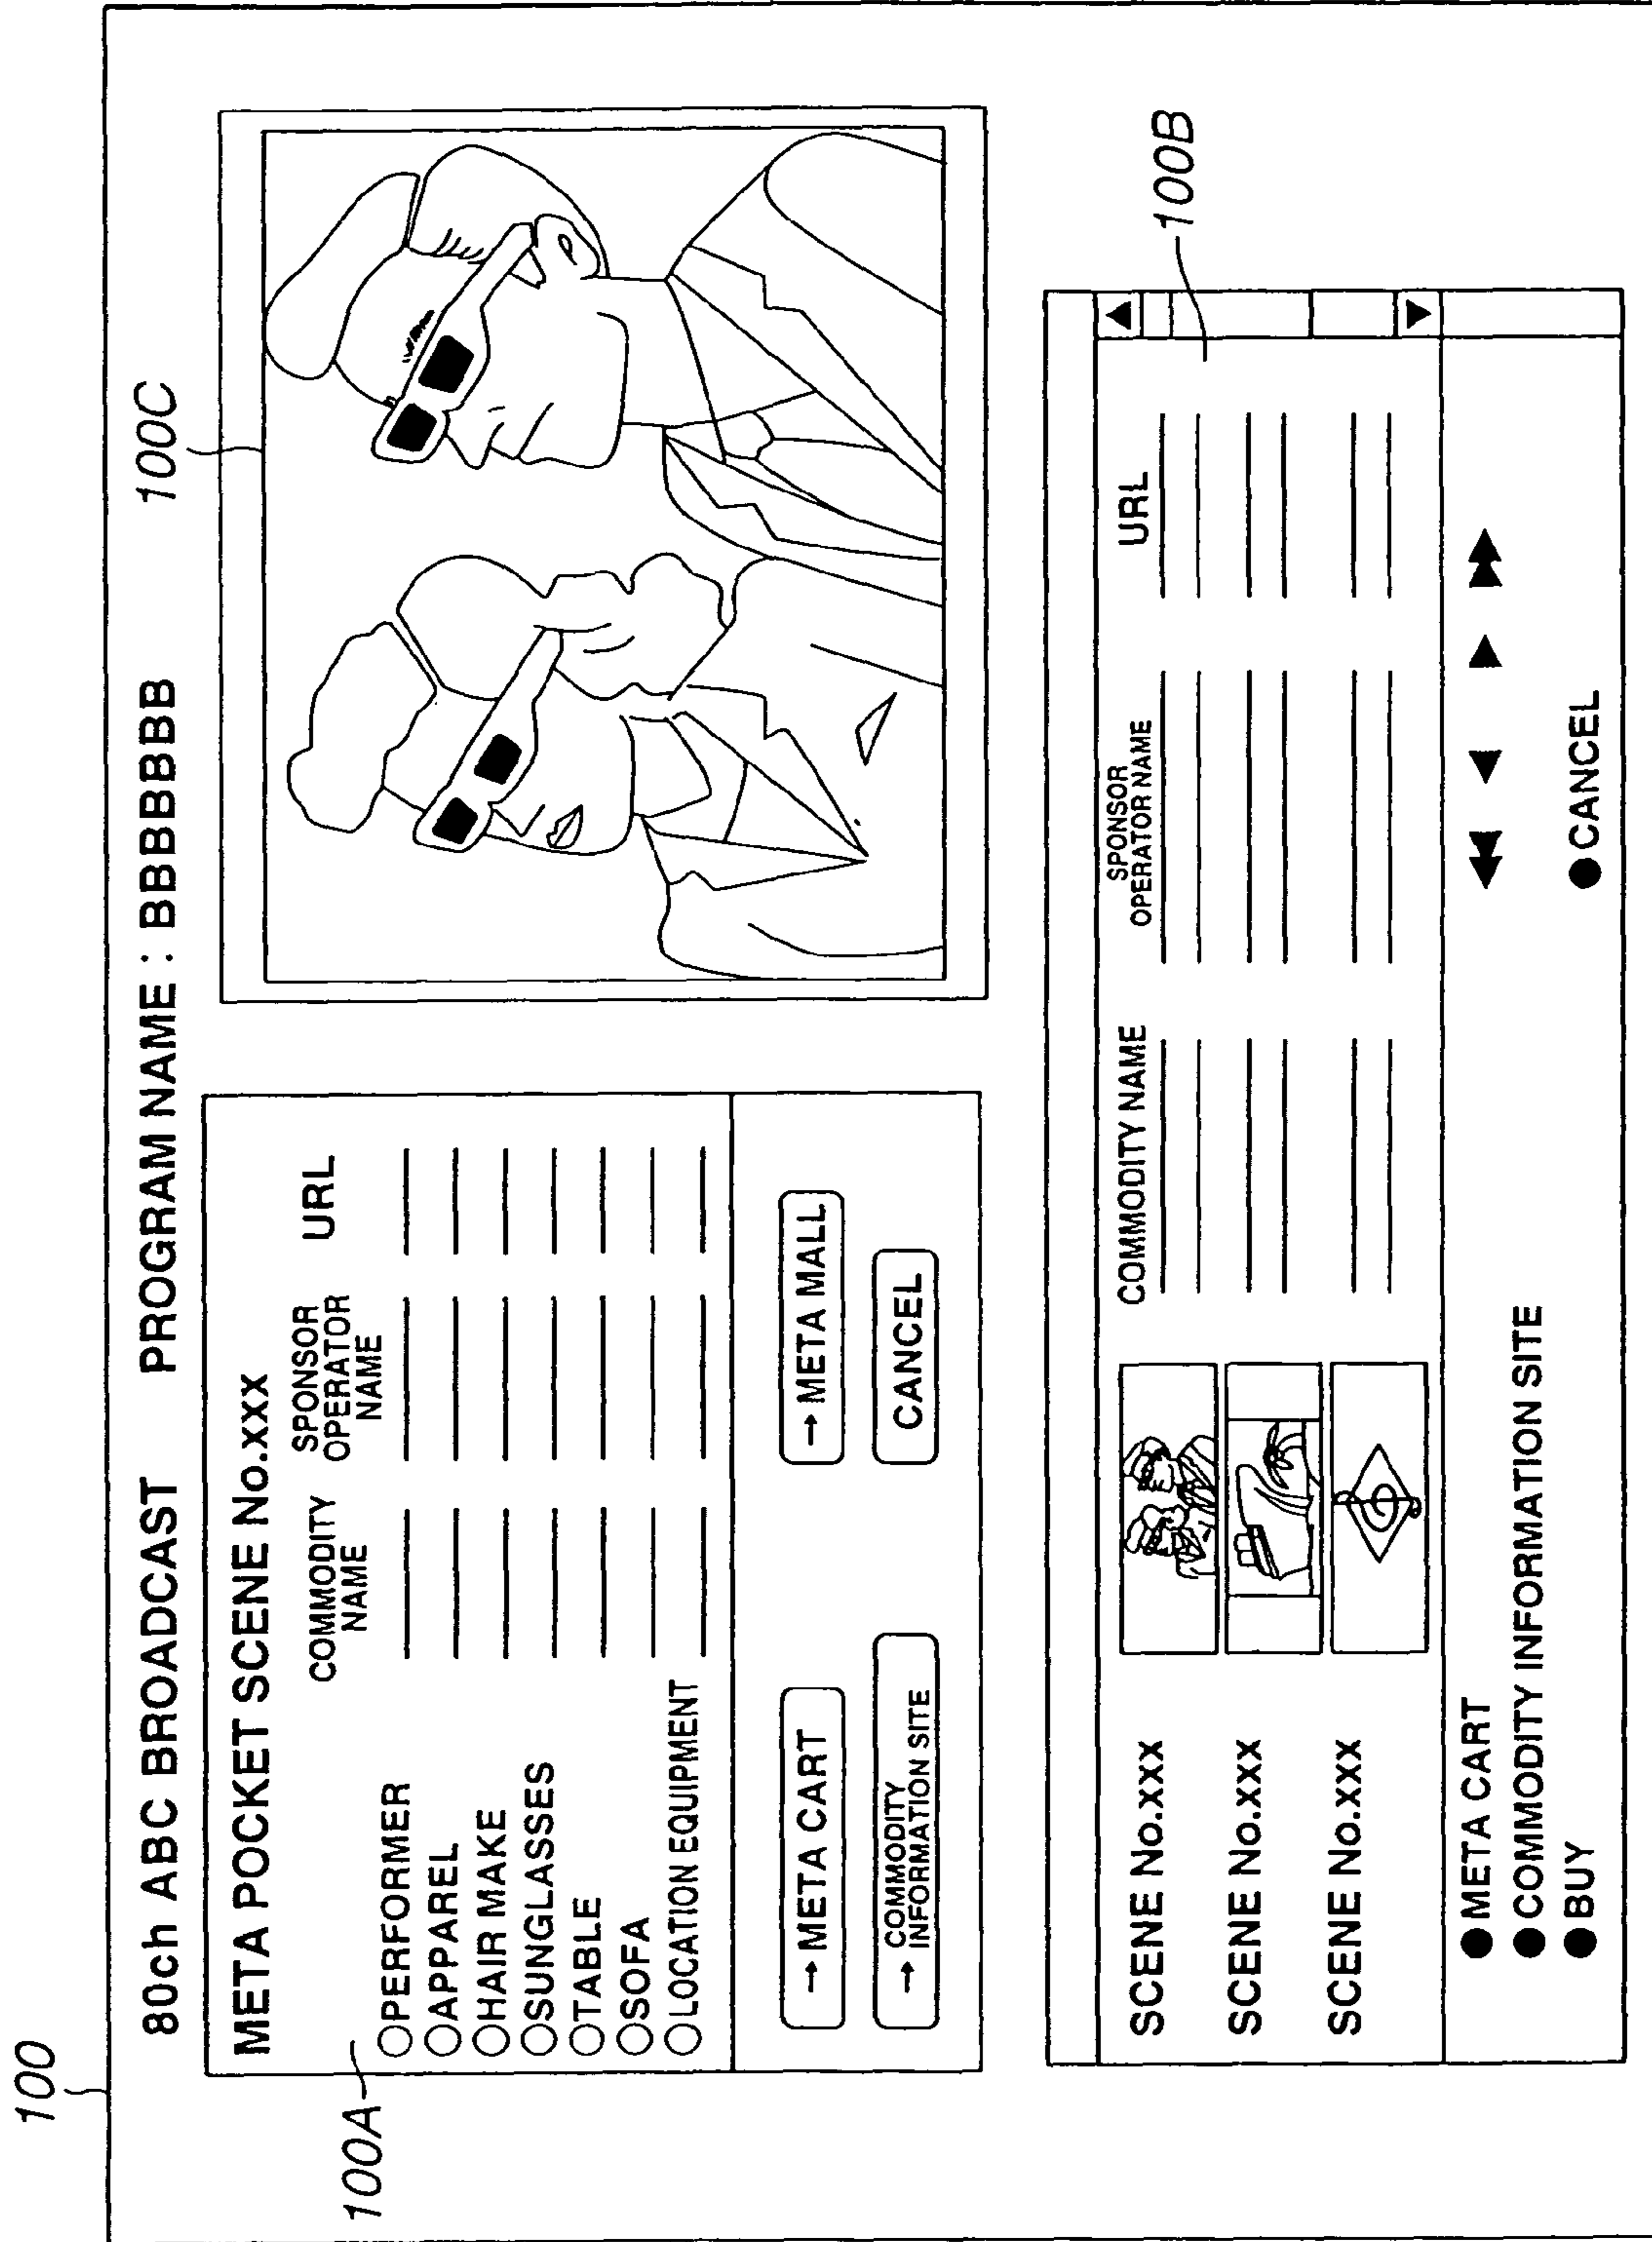 100
80ch ABC BROADCAST PROGRAM NAME : BBBBBBB
100C
100A
META POCKET SCENE No.xxx
COMMODITY NAME
SPONSOR OPERATOR NAME
URL
PERFORMER
APPAREL
HAIR MAKE
SUNGLASSES
TABLE
SOFA
LOCATION EQUIPMENT
→ META CART
→ META MALL
→ COMMODITY INFORMATION SITE
CANCEL
100B
COMMODITY NAME
SPONSOR OPERATOR NAME
URL
SCENE No.xxx
SCENE No.xxx
SCENE No.xxx
● META CART
● COMMODITY INFORMATION SITE
● BUY
● CANCEL